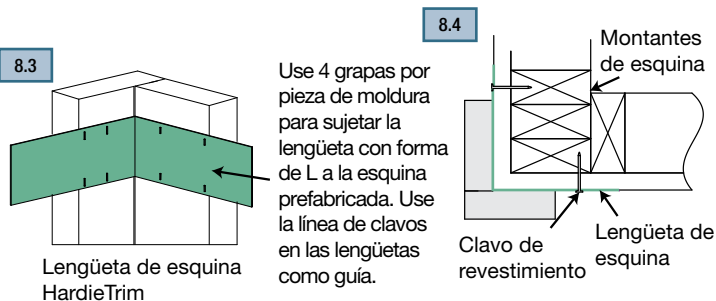 8.3
Use 4 grapas por
pieza de moldura
para sujetar la
lengüeta con forma
de L a la esquina
prefabricada. Use
la línea de clavos
en las lengüetas
como guía.
Lengüeta de esquina
HardieTrim
8.4
Montantes
de esquina
Clavo de
revestimiento
Lengüeta de
esquina